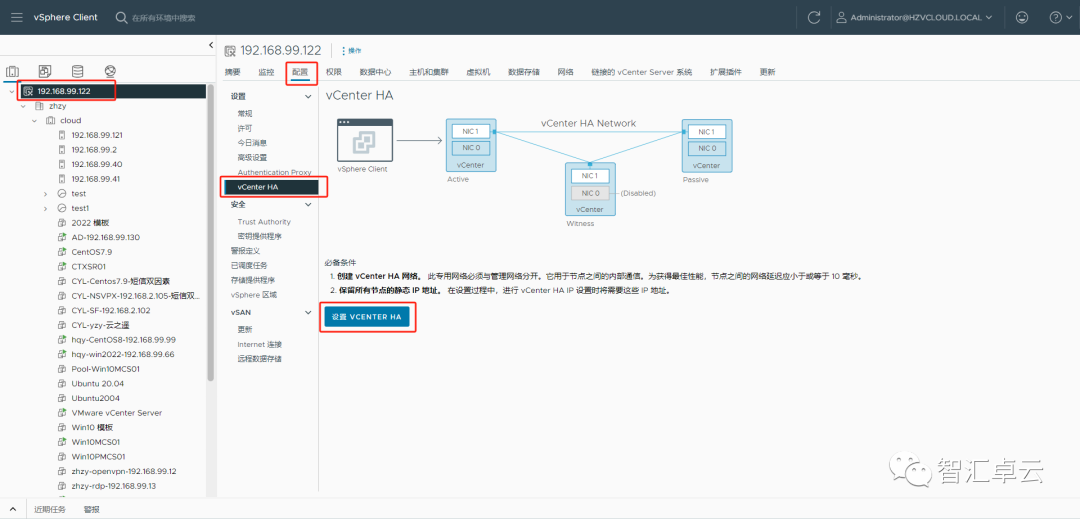 vSphere Client
在所有环境中搜索
Administrator@HZVCLOUD.LOCAL
192.168.99.122
zhzy
cloud
192.168.99.121
192.168.99.2
192.168.99.40
192.168.99.41
test
test1
2022 模板
AD-192.168.99.130
CentOS7.9
CTXSR01
CYL-Centos7.9-短信双因素
CYL-NSVPX-192.168.2.105-短信双...
CYL-SF-192.168.2.102
CYL-yzy-云之遥
hqy-CentOS8-192.168.99.99
hqy-win2022-192.168.99.66
Pool-Win10MCS01
Ubuntu 20.04
Ubuntu2004
VMware vCenter Server
Win10 模板
Win10MCS01
Win10PMCS01
zhzy-openvpn-192.168.99.12
zhzy-rdp-192.168.99.13
192.168.99.122
操作
摘要 监控 配置 权限 数据中心 主机和集群 虚拟机 数据存储 网络 链接的 vCenter Server 系统 扩展插件 更新
设置
常规
许可
今日消息
高级设置
Authentication Proxy
vCenter HA
安全
Trust Authority
密钥提供程序
警报定义
已调度任务
存储提供程序
vSphere 区域
vSAN
更新
Internet 连接
远程数据存储
vCenter HA
vSphere Client
NIC 1
NIC 0
vCenter
Active
vCenter HA Network
NIC 1
NIC 0
(Disabled)
vCenter
Witness
NIC 1
NIC 0
vCenter
Passive
必备条件
1. 创建 vCenter HA 网络。 此专用网络必须与管理网络分开。它用于节点之间的内部通信。为获得最佳性能，节点之间的网络延迟应小于或等于 10 毫秒。
2. 保留所有节点的静态 IP 地址。 在设置过程中，进行 vCenter HA IP 设置时将需要这些 IP 地址。
设置 VCENTER HA
智汇卓云
近期任务 警报